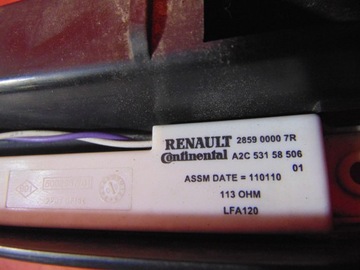 RENAULT 2859 0000 7R
Continental A2C 531 58 506
01
ASSM DATE = 110110
113 OHM
LFA120